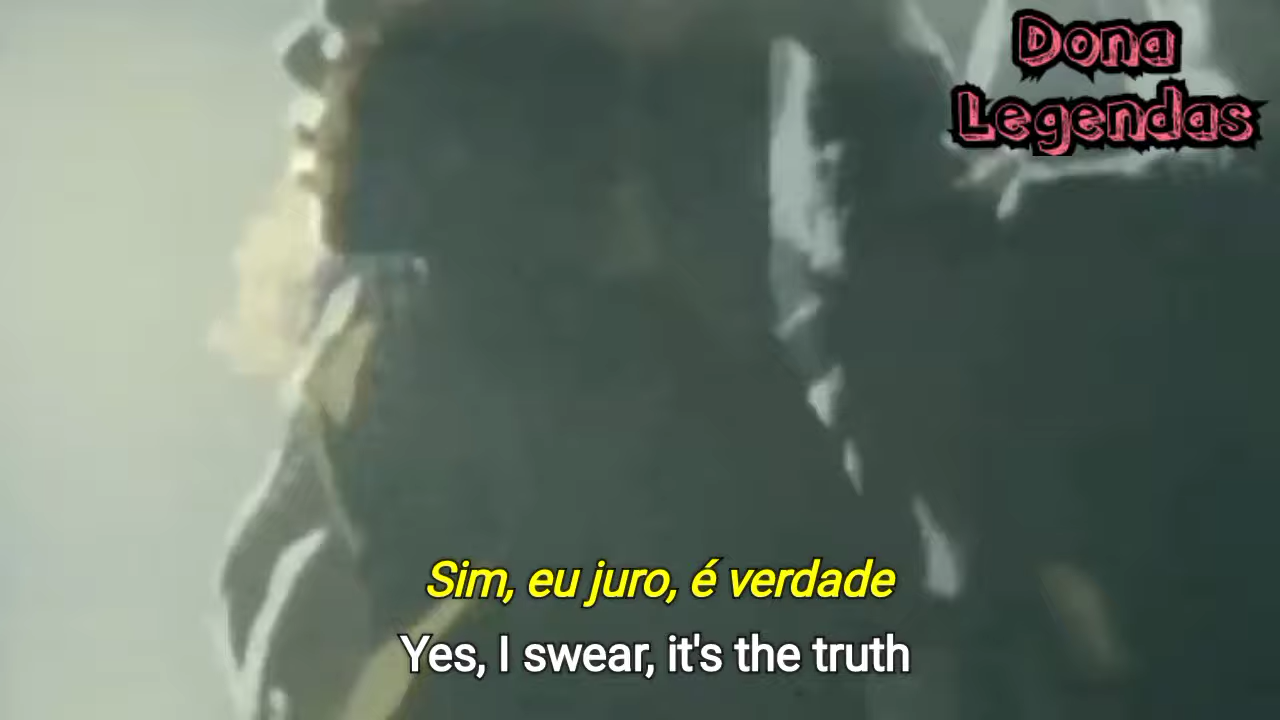 Dona
Legendas
Sim, eu juro, é verdade
Yes, I swear, it's the truth